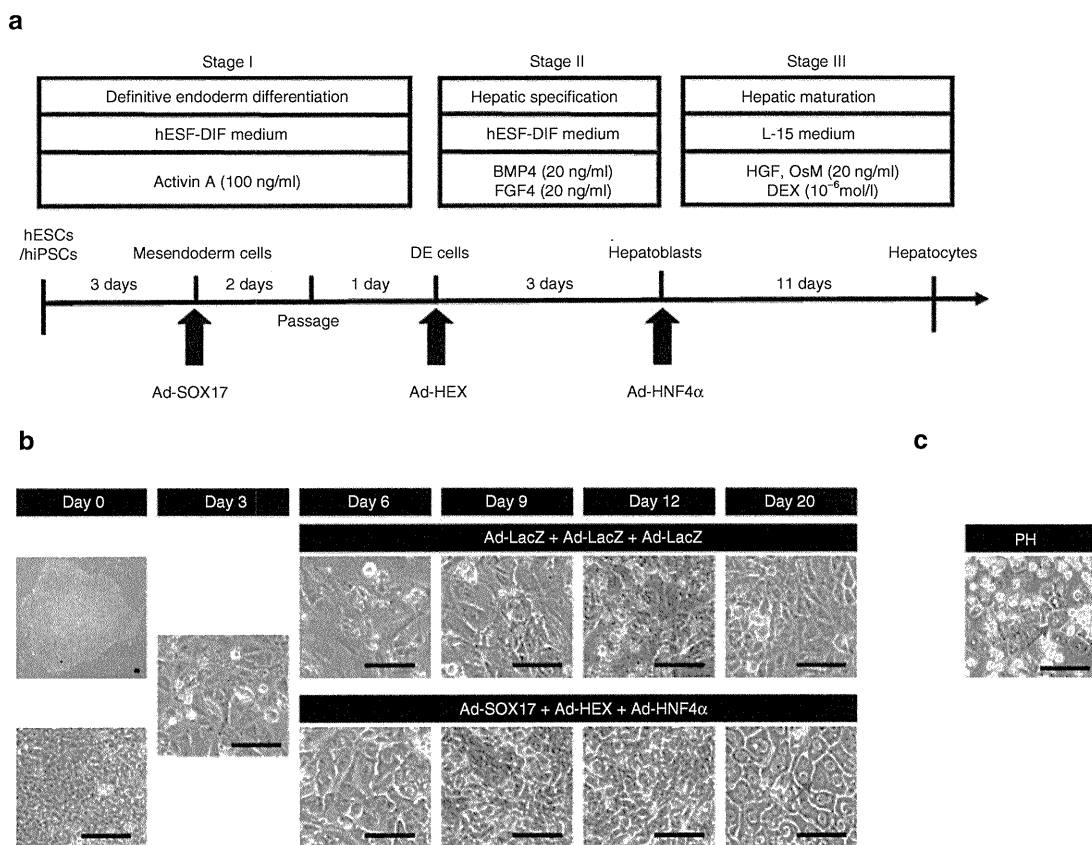 a
Stage I
Stage II
Stage III
Definitive endoderm differentiation
Hepatic specification
Hepatic maturation
hESF-DIF medium
hESF-DIF medium
L-15 medium
Activin A (100 ng/ml)
BMP4 (20 ng/ml)
FGF4 (20 ng/ml)
HGF, OsM (20 ng/ml)
DEX (10⁻⁶mol/l)
hESCs
/hiPSCs
Mesendoderm cells
DE cells
Hepatoblasts
Hepatocytes
3 days
2 days
1 day
3 days
11 days
Passage
Ad-SOX17
Ad-HEX
Ad-HNF4α
b
c
Day 0
Day 3
Day 6
Day 9
Day 12
Day 20
Ad-LacZ + Ad-LacZ + Ad-LacZ
PH
Ad-SOX17 + Ad-HEX + Ad-HNF4α